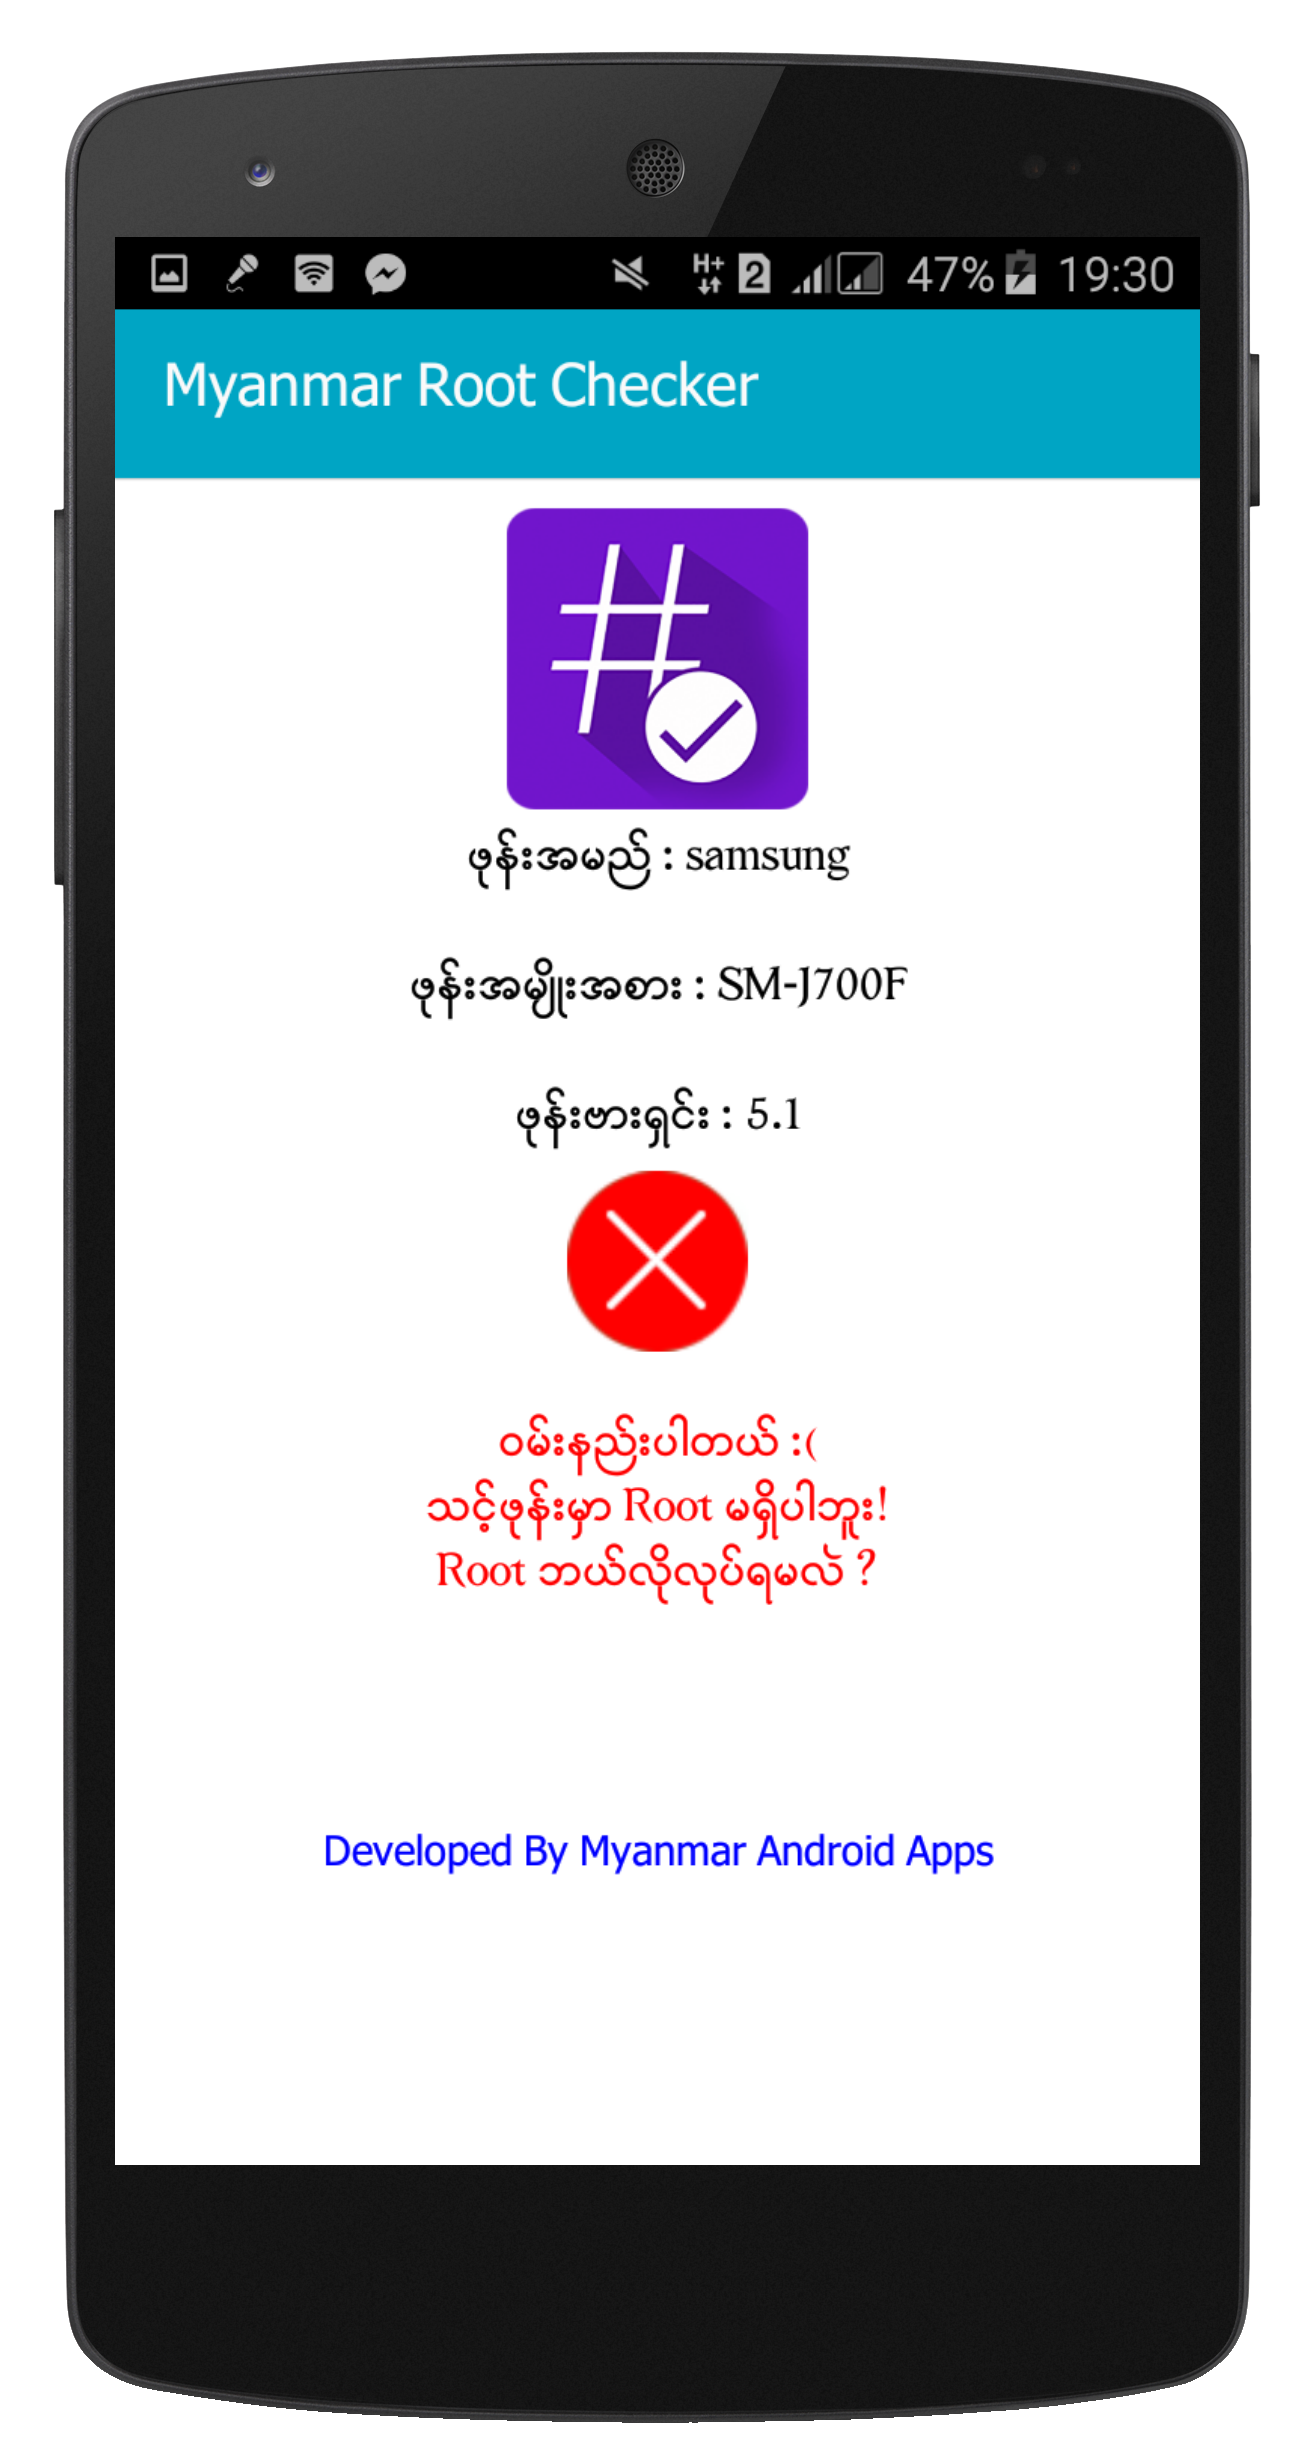 H+ 2 47% 19:30
Myanmar Root Checker
ဖုန်းအမည် : samsung
ဖုန်းအမျိုးအစား : SM-J700F
ဖုန်းဗားရှင်း : 5.1
ဝမ်းနည်းပါတယ် :(
သင့်ဖုန်းမှာ Root မရှိပါဘူး!
Root ဘယ်လိုလုပ်ရမလဲ ?
Developed By Myanmar Android Apps